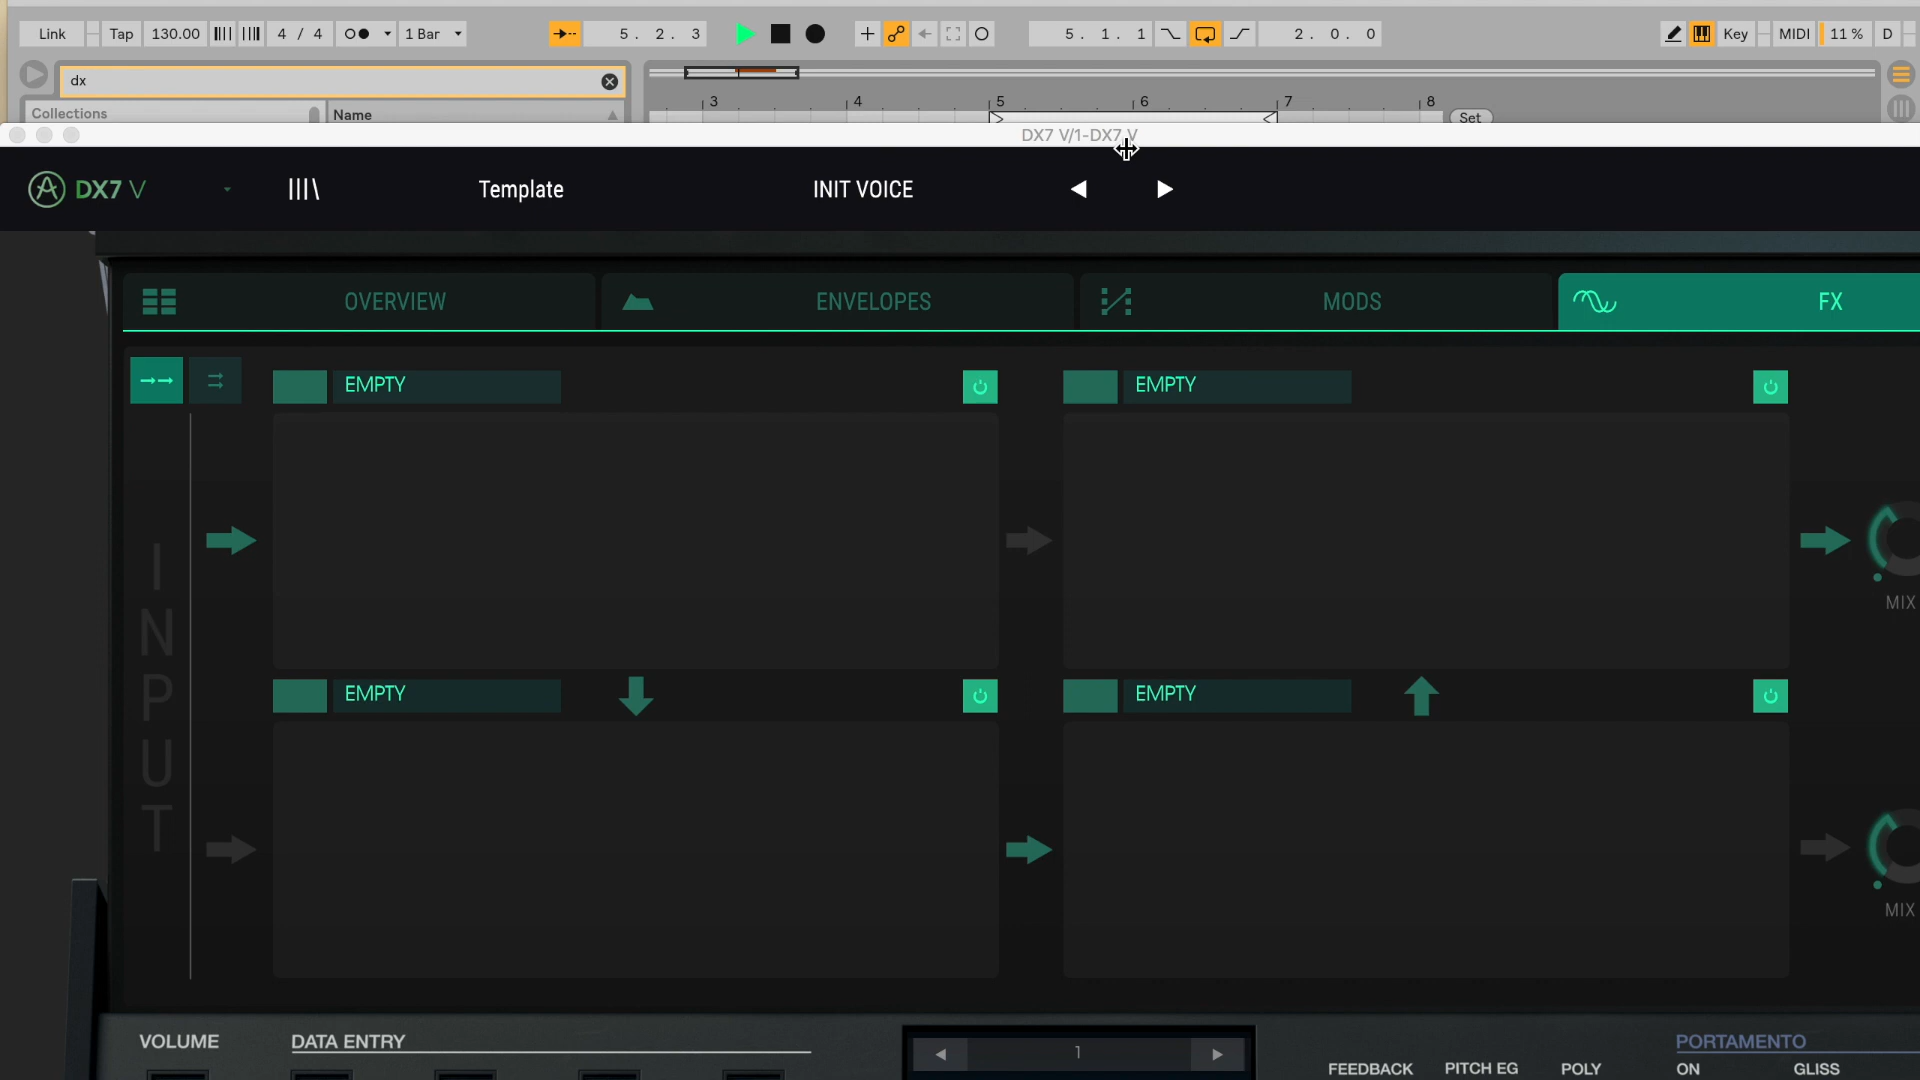 Link Tap 130.00 4 / 4 1 Bar 5. 2. 3 5. 1. 1 2. 0. 0 Key MIDI 11 % D
dx
Collections Name 3 4 5 6 7 8 Set
DX7 V/1-DX7 V
DX7 V Template INIT VOICE
OVERVIEW ENVELOPES MODS FX
EMPTY EMPTY
INPUT
MIX
EMPTY EMPTY
MIX
VOLUME DATA ENTRY 1 PORTAMENTO
FEEDBACK PITCH EG POLY ON GLISS